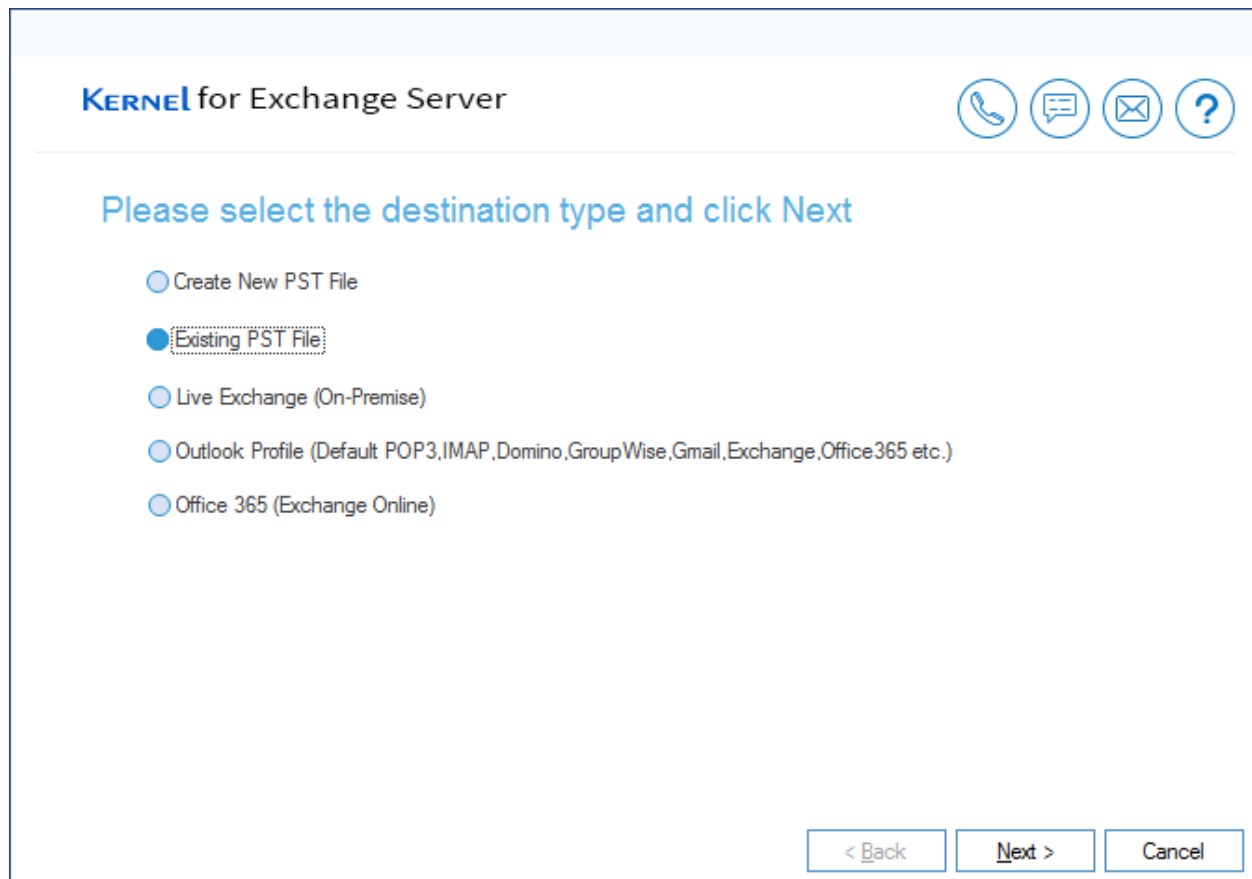 KERNEL for Exchange Server
?
Please select the destination type and click Next
Create New PST File
Existing PST File
Live Exchange (On-Premise)
Outlook Profile (Default POP3,IMAP,Domino,GroupWise,Gmail,Exchange,Office365 etc.)
Office 365 (Exchange Online)
< Back Next > Cancel